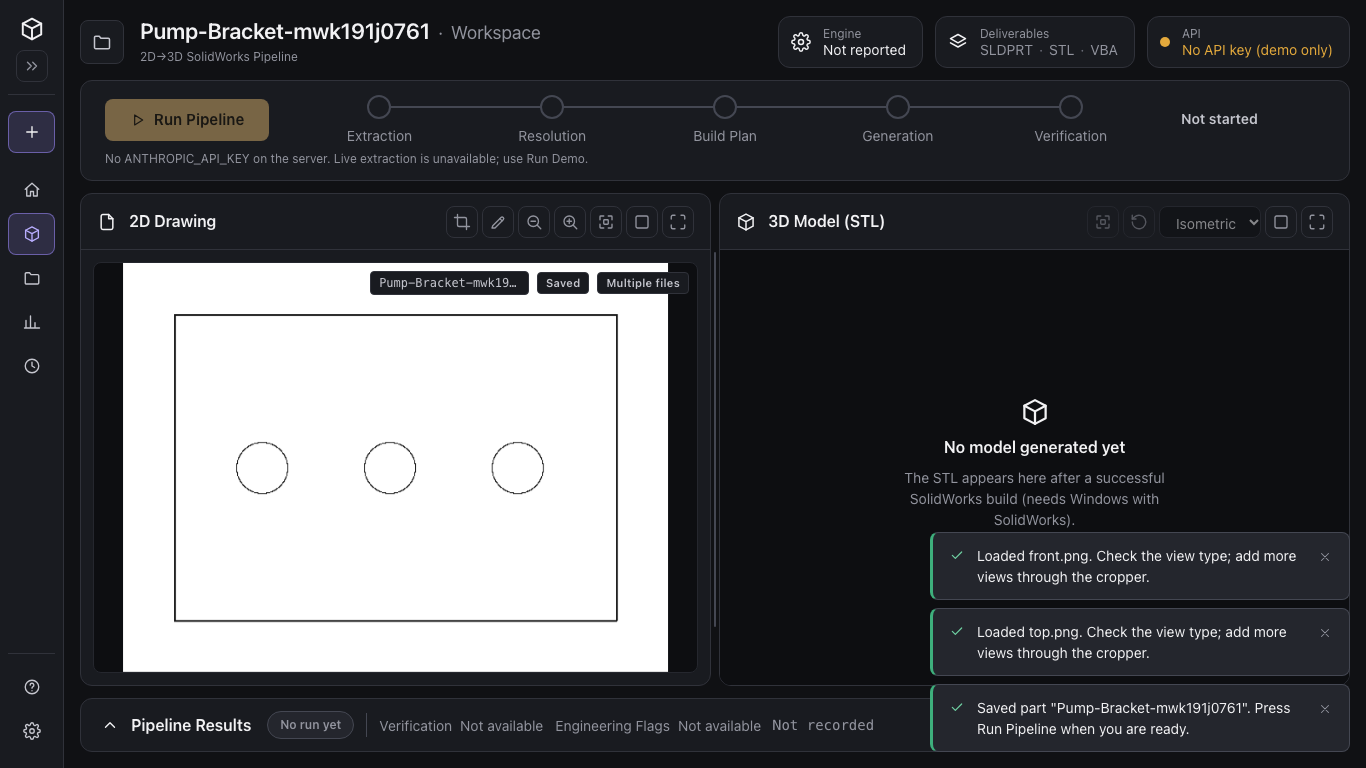 Pump-Bracket-mwk191j0761 · Workspace
2D→3D SolidWorks Pipeline
Engine
Not reported
Deliverables
SLDPRT · STL · VBA
API
No API key (demo only)
Run Pipeline
Extraction
Resolution
Build Plan
Generation
Verification
Not started
No ANTHROPIC_API_KEY on the server. Live extraction is unavailable; use Run Demo.
2D Drawing
3D Model (STL)
Isometric
Pump-Bracket-mwk19…
Saved
Multiple files
No model generated yet
The STL appears here after a successful
SolidWorks build (needs Windows with
SolidWorks).
Loaded front.png. Check the view type; add more
views through the cropper.
Loaded top.png. Check the view type; add more
views through the cropper.
Saved part "Pump-Bracket-mwk191j0761". Press
Run Pipeline when you are ready.
Pipeline Results
No run yet
Verification Not available Engineering Flags Not available Not recorded